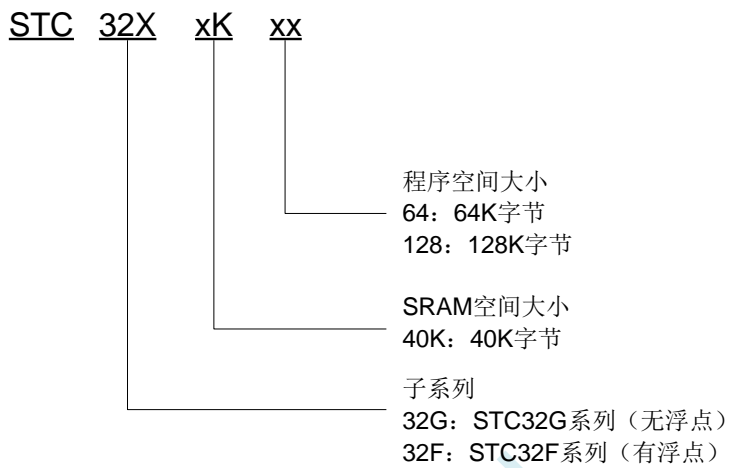 STC 32X xK xx
程序空间大小
64：64K字节
128：128K字节
SRAM空间大小
40K：40K字节
子系列
32G：STC32G系列（无浮点）
32F：STC32F系列（有浮点）